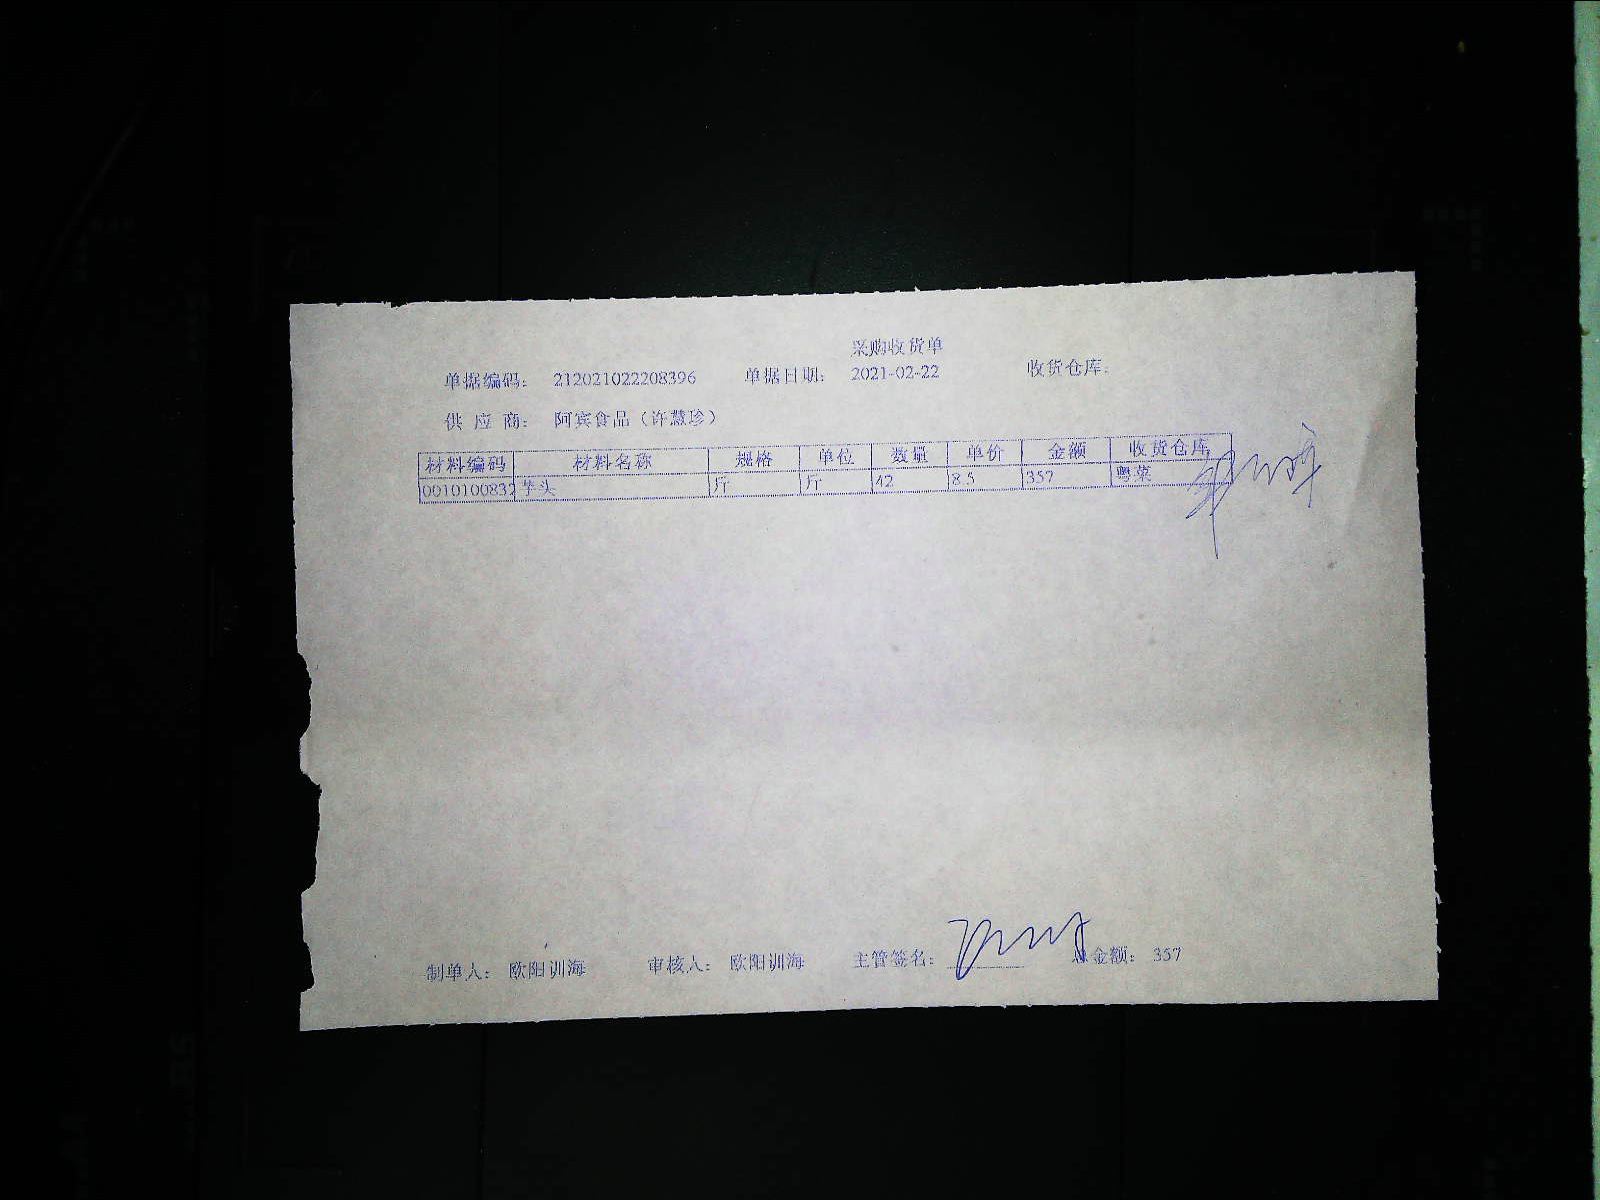 采购收货单
单据编码： 212021022208396 单据日期： 2021-02-22 收货仓库：
供 应 商： 阿宾食品（许慧珍）
材料编码 材料名称 规格 单位 数量 单价 金额 收货仓库
0010100832 芋头 斤 斤 42 8.5 357 粤菜
制单人： 欧阳训海 审核人： 欧阳训海 主管签名： 总金额： 357